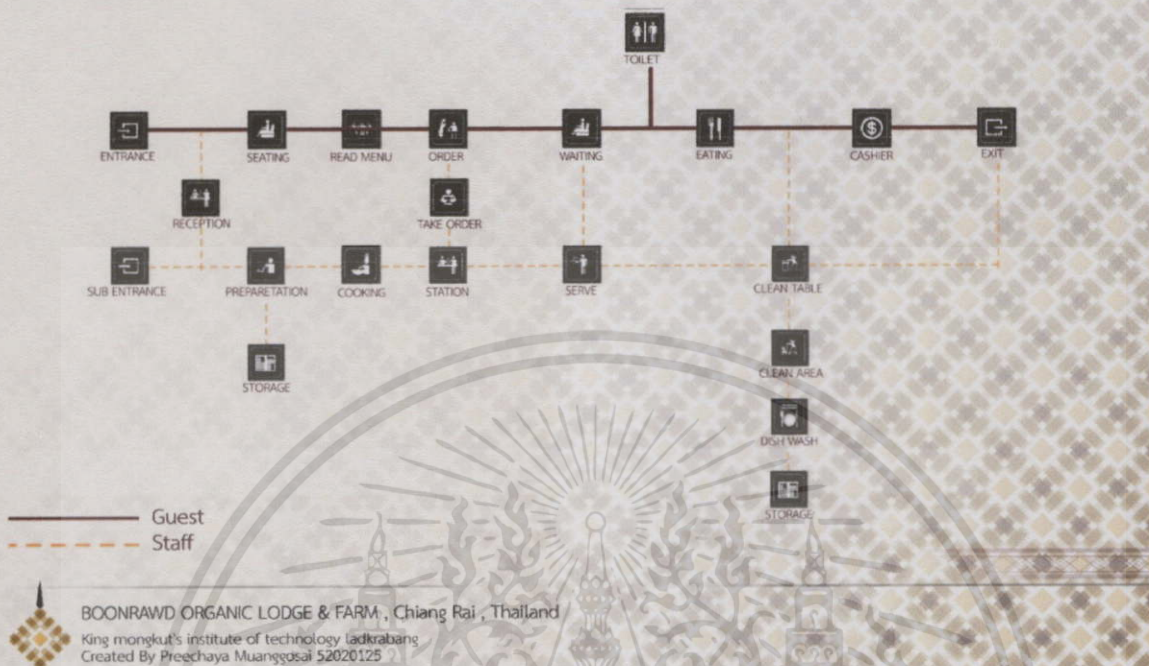 TOILET
ENTRANCE
SEATING
READ MENU
ORDER
WAITING
EATING
CASHIER
EXIT
RECEPTION
TAKE ORDER
SUB ENTRANCE
PREPARETATION
COOKING
STATION
SERVE
CLEAN TABLE
STORAGE
CLEAN AREA
DISH WASH
STORAGE
Guest
Staff
BOONRAWD ORGANIC LODGE & FARM , Chiang Rai , Thailand
King mongkut's institute of technology ladkrabang
Created By Preechaya Muanggosai 52020125